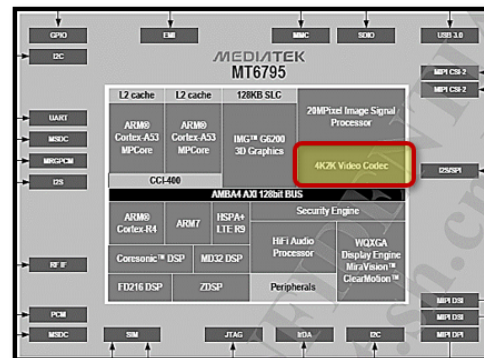 GPIO
EMI
MMC
SDIO
USB 3.0
I2C
MEDIATEK
MT6795
MIPI CSI-2
MIPI CSI-2
L2 cache
L2 cache
128KB SLC
20MPixel Image Signal
Processor
ARM®
Cortex-A53
MPCore
ARM®
Cortex-A53
MPCore
IMG™ G6200
3D Graphics
UART
MSDC
MRGPCM
I2S
4K2K Video Codec
I2S/SPI
CCI-400
AMBA4 AXI 128bit BUS
ARM®
Cortex-R4
ARM7
HSPA+
LTE R9
Security Engine
HiFi Audio
Processor
WQXGA
Display Engine
MiraVision™
ClearMotion™
Coresonic™ DSP
MD32 DSP
RF IF
FD216 DSP
ZDSP
Peripherals
MIPI DSI
MIPI DSI
MIPI DPI
PCM
MSDC
SIM
JTAG
IrDA
I2C